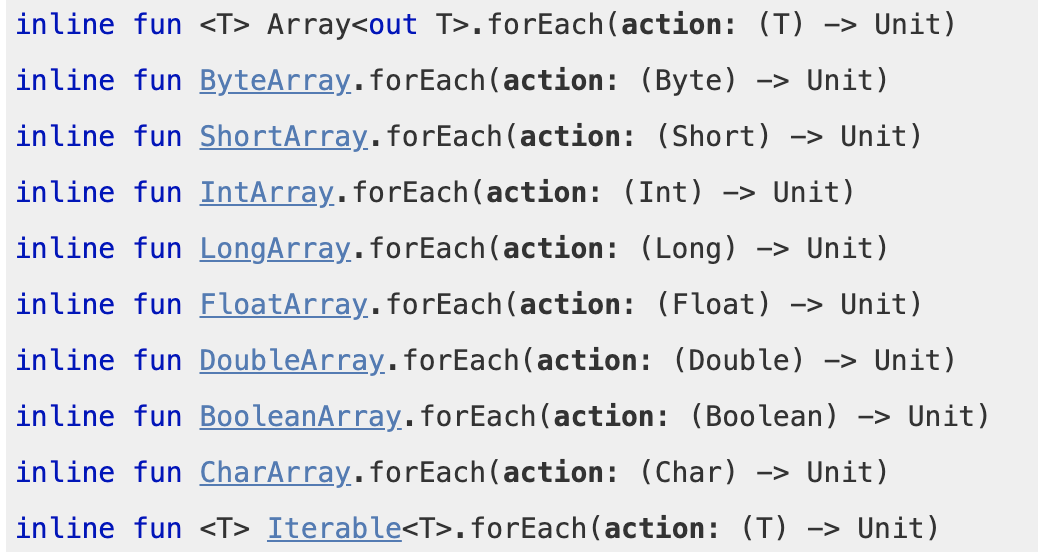 inline fun <T> Array<out T>.forEach(action: (T) -> Unit)
inline fun ByteArray.forEach(action: (Byte) -> Unit)
inline fun ShortArray.forEach(action: (Short) -> Unit)
inline fun IntArray.forEach(action: (Int) -> Unit)
inline fun LongArray.forEach(action: (Long) -> Unit)
inline fun FloatArray.forEach(action: (Float) -> Unit)
inline fun DoubleArray.forEach(action: (Double) -> Unit)
inline fun BooleanArray.forEach(action: (Boolean) -> Unit)
inline fun CharArray.forEach(action: (Char) -> Unit)
inline fun <T> Iterable<T>.forEach(action: (T) -> Unit)